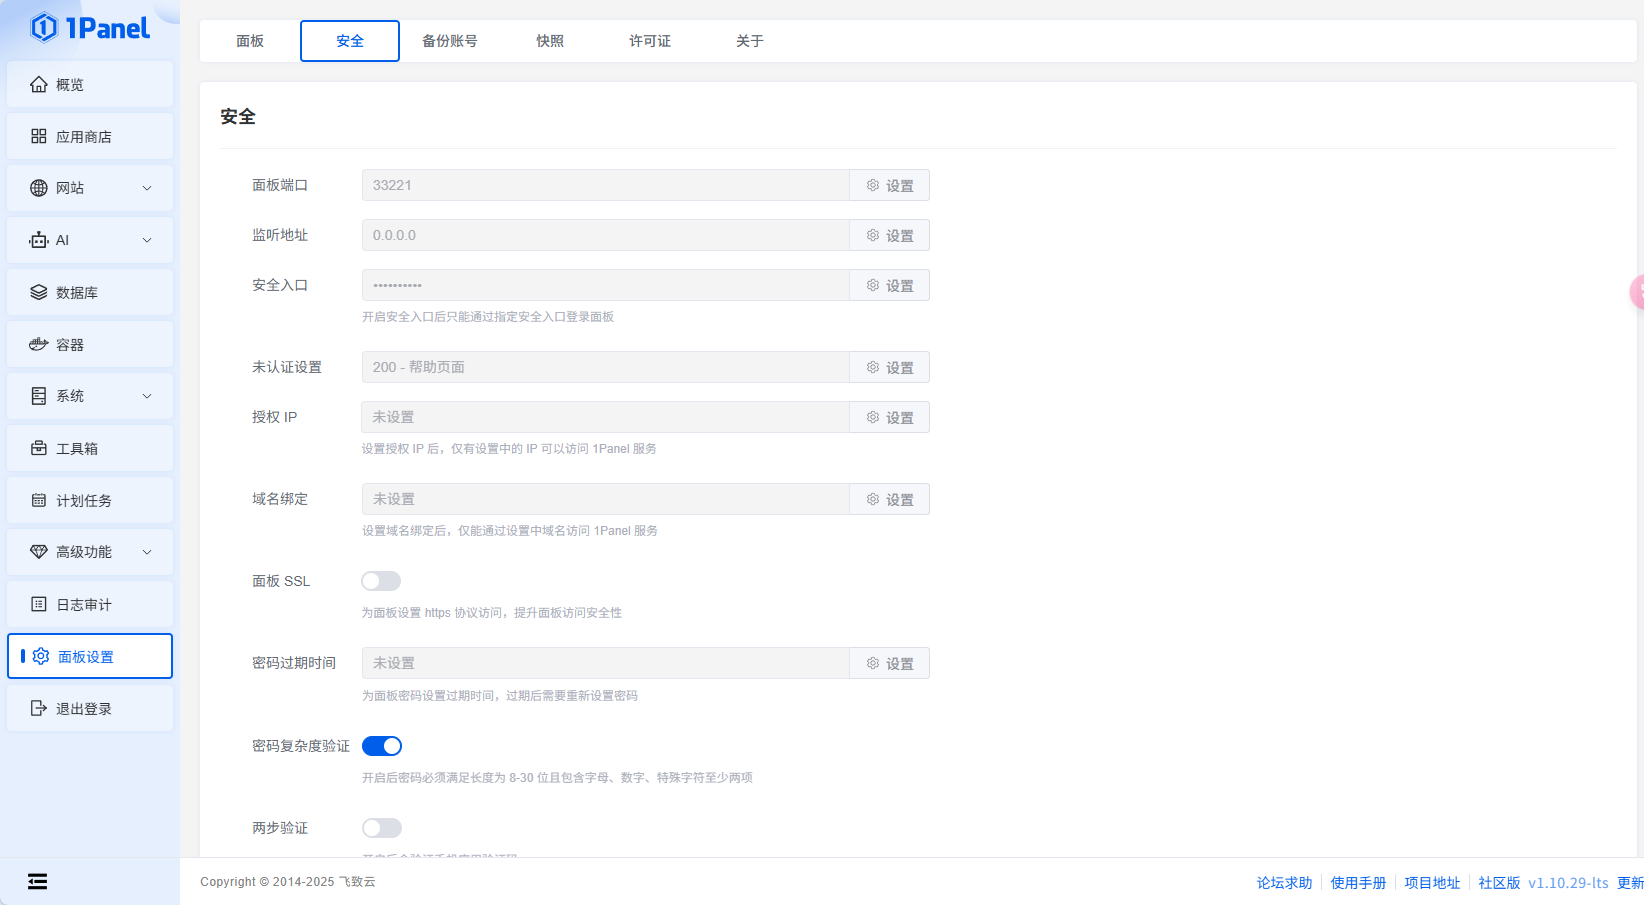 1Panel
概览
应用商店
网站
AI
数据库
容器
系统
工具箱
计划任务
高级功能
日志审计
面板设置
退出登录
面板
安全
备份账号
快照
许可证
关于
安全
面板端口
33221
设置
监听地址
0.0.0.0
设置
安全入口
••••••••••
设置
开启安全入口后只能通过指定安全入口登录面板
未认证设置
200 - 帮助页面
设置
授权 IP
未设置
设置
设置授权 IP 后，仅有设置中的 IP 可以访问 1Panel 服务
域名绑定
未设置
设置
设置域名绑定后，仅能通过设置中域名访问 1Panel 服务
面板 SSL
为面板设置 https 协议访问，提升面板访问安全性
密码过期时间
未设置
设置
为面板密码设置过期时间，过期后需要重新设置密码
密码复杂度验证
开启后密码必须满足长度为 8-30 位且包含字母、数字、特殊字符至少两项
两步验证
Copyright © 2014-2025 飞致云
论坛求助
使用手册
项目地址
社区版 v1.10.29-lts 更新